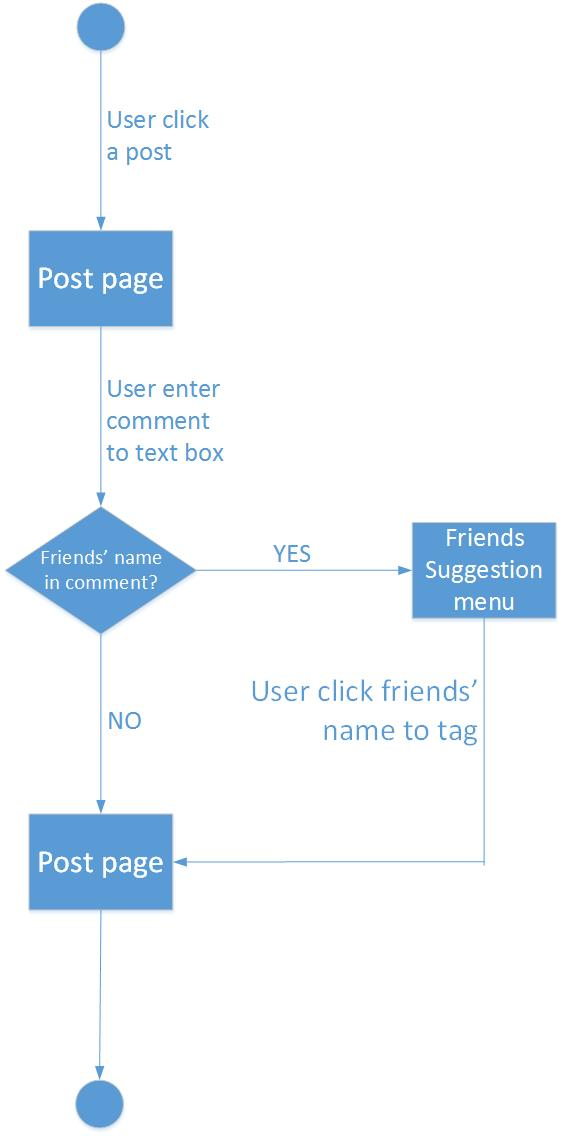 User click
a post
Post page
User enter
comment
to text box
Friends’ name
in comment?
YES
Friends
Suggestion
menu
User click friends’
name to tag
NO
Post page